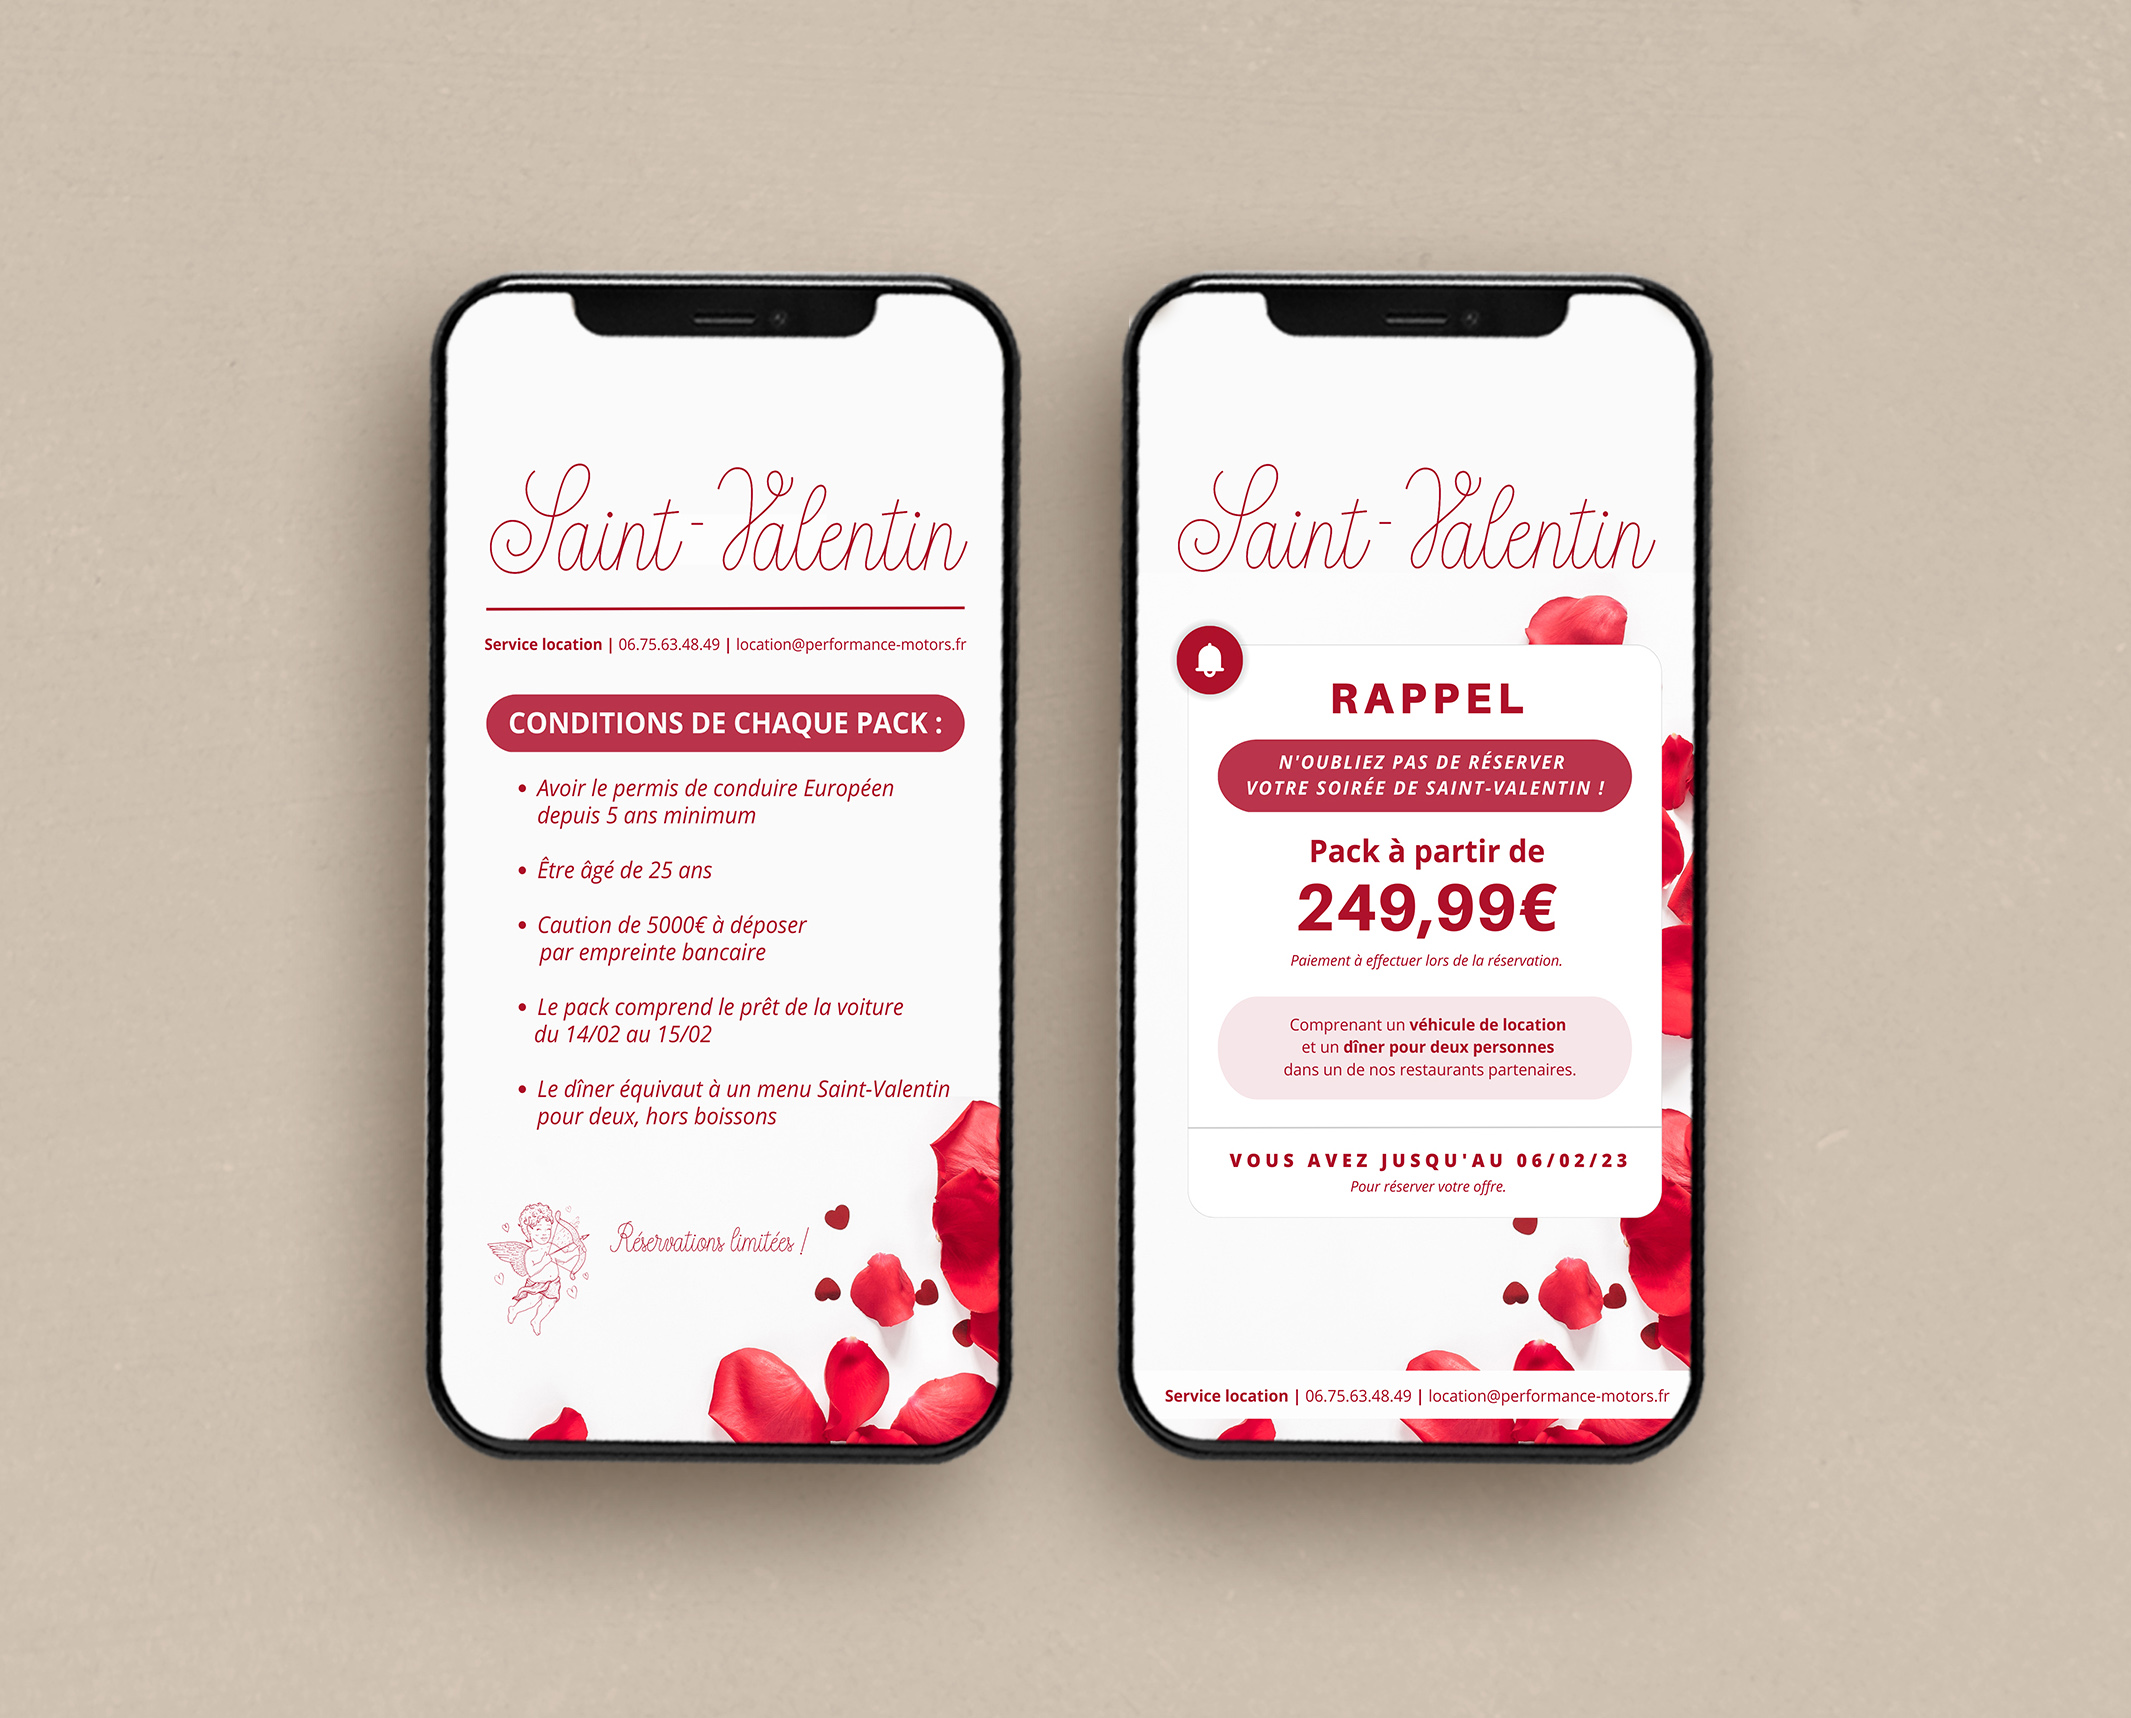 Saint-Valentin
Service location | 06.75.63.48.49 | location@performance-motors.fr
CONDITIONS DE CHAQUE PACK :
• Avoir le permis de conduire Européen
depuis 5 ans minimum
• Être âgé de 25 ans
• Caution de 5000€ à déposer
par empreinte bancaire
• Le pack comprend le prêt de la voiture
du 14/02 au 15/02
• Le dîner équivaut à un menu Saint-Valentin
pour deux, hors boissons
Réservations limitées !
Saint-Valentin
RAPPEL
N'OUBLIEZ PAS DE RÉSERVER
VOTRE SOIRÉE DE SAINT-VALENTIN !
Pack à partir de
249,99€
Paiement à effectuer lors de la réservation.
Comprenant un véhicule de location
et un dîner pour deux personnes
dans un de nos restaurants partenaires.
VOUS AVEZ JUSQU'AU 06/02/23
Pour réserver votre offre.
Service location | 06.75.63.48.49 | location@performance-motors.fr